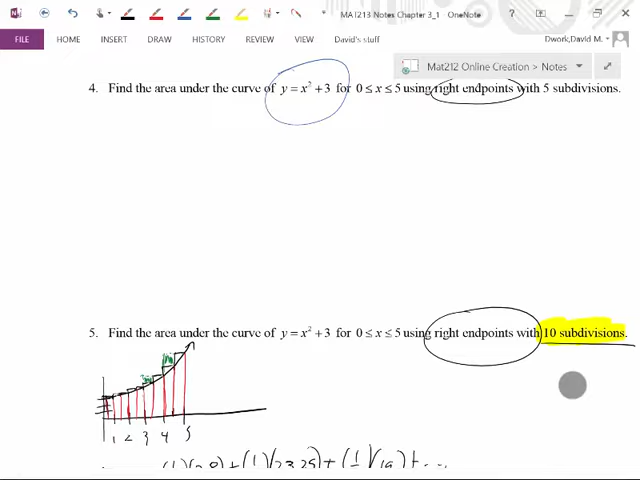 MAT213 Notes Chapter 3_1 - OneNote
FILE HOME INSERT DRAW HISTORY REVIEW VIEW David's stuff Dwork,David M.
Mat212 Online Creation > Notes
4. Find the area under the curve of y = x² + 3 for 0 ≤ x ≤ 5 using right endpoints with 5 subdivisions.
5. Find the area under the curve of y = x² + 3 for 0 ≤ x ≤ 5 using right endpoints with 10 subdivisions.
1 2 3 4 5